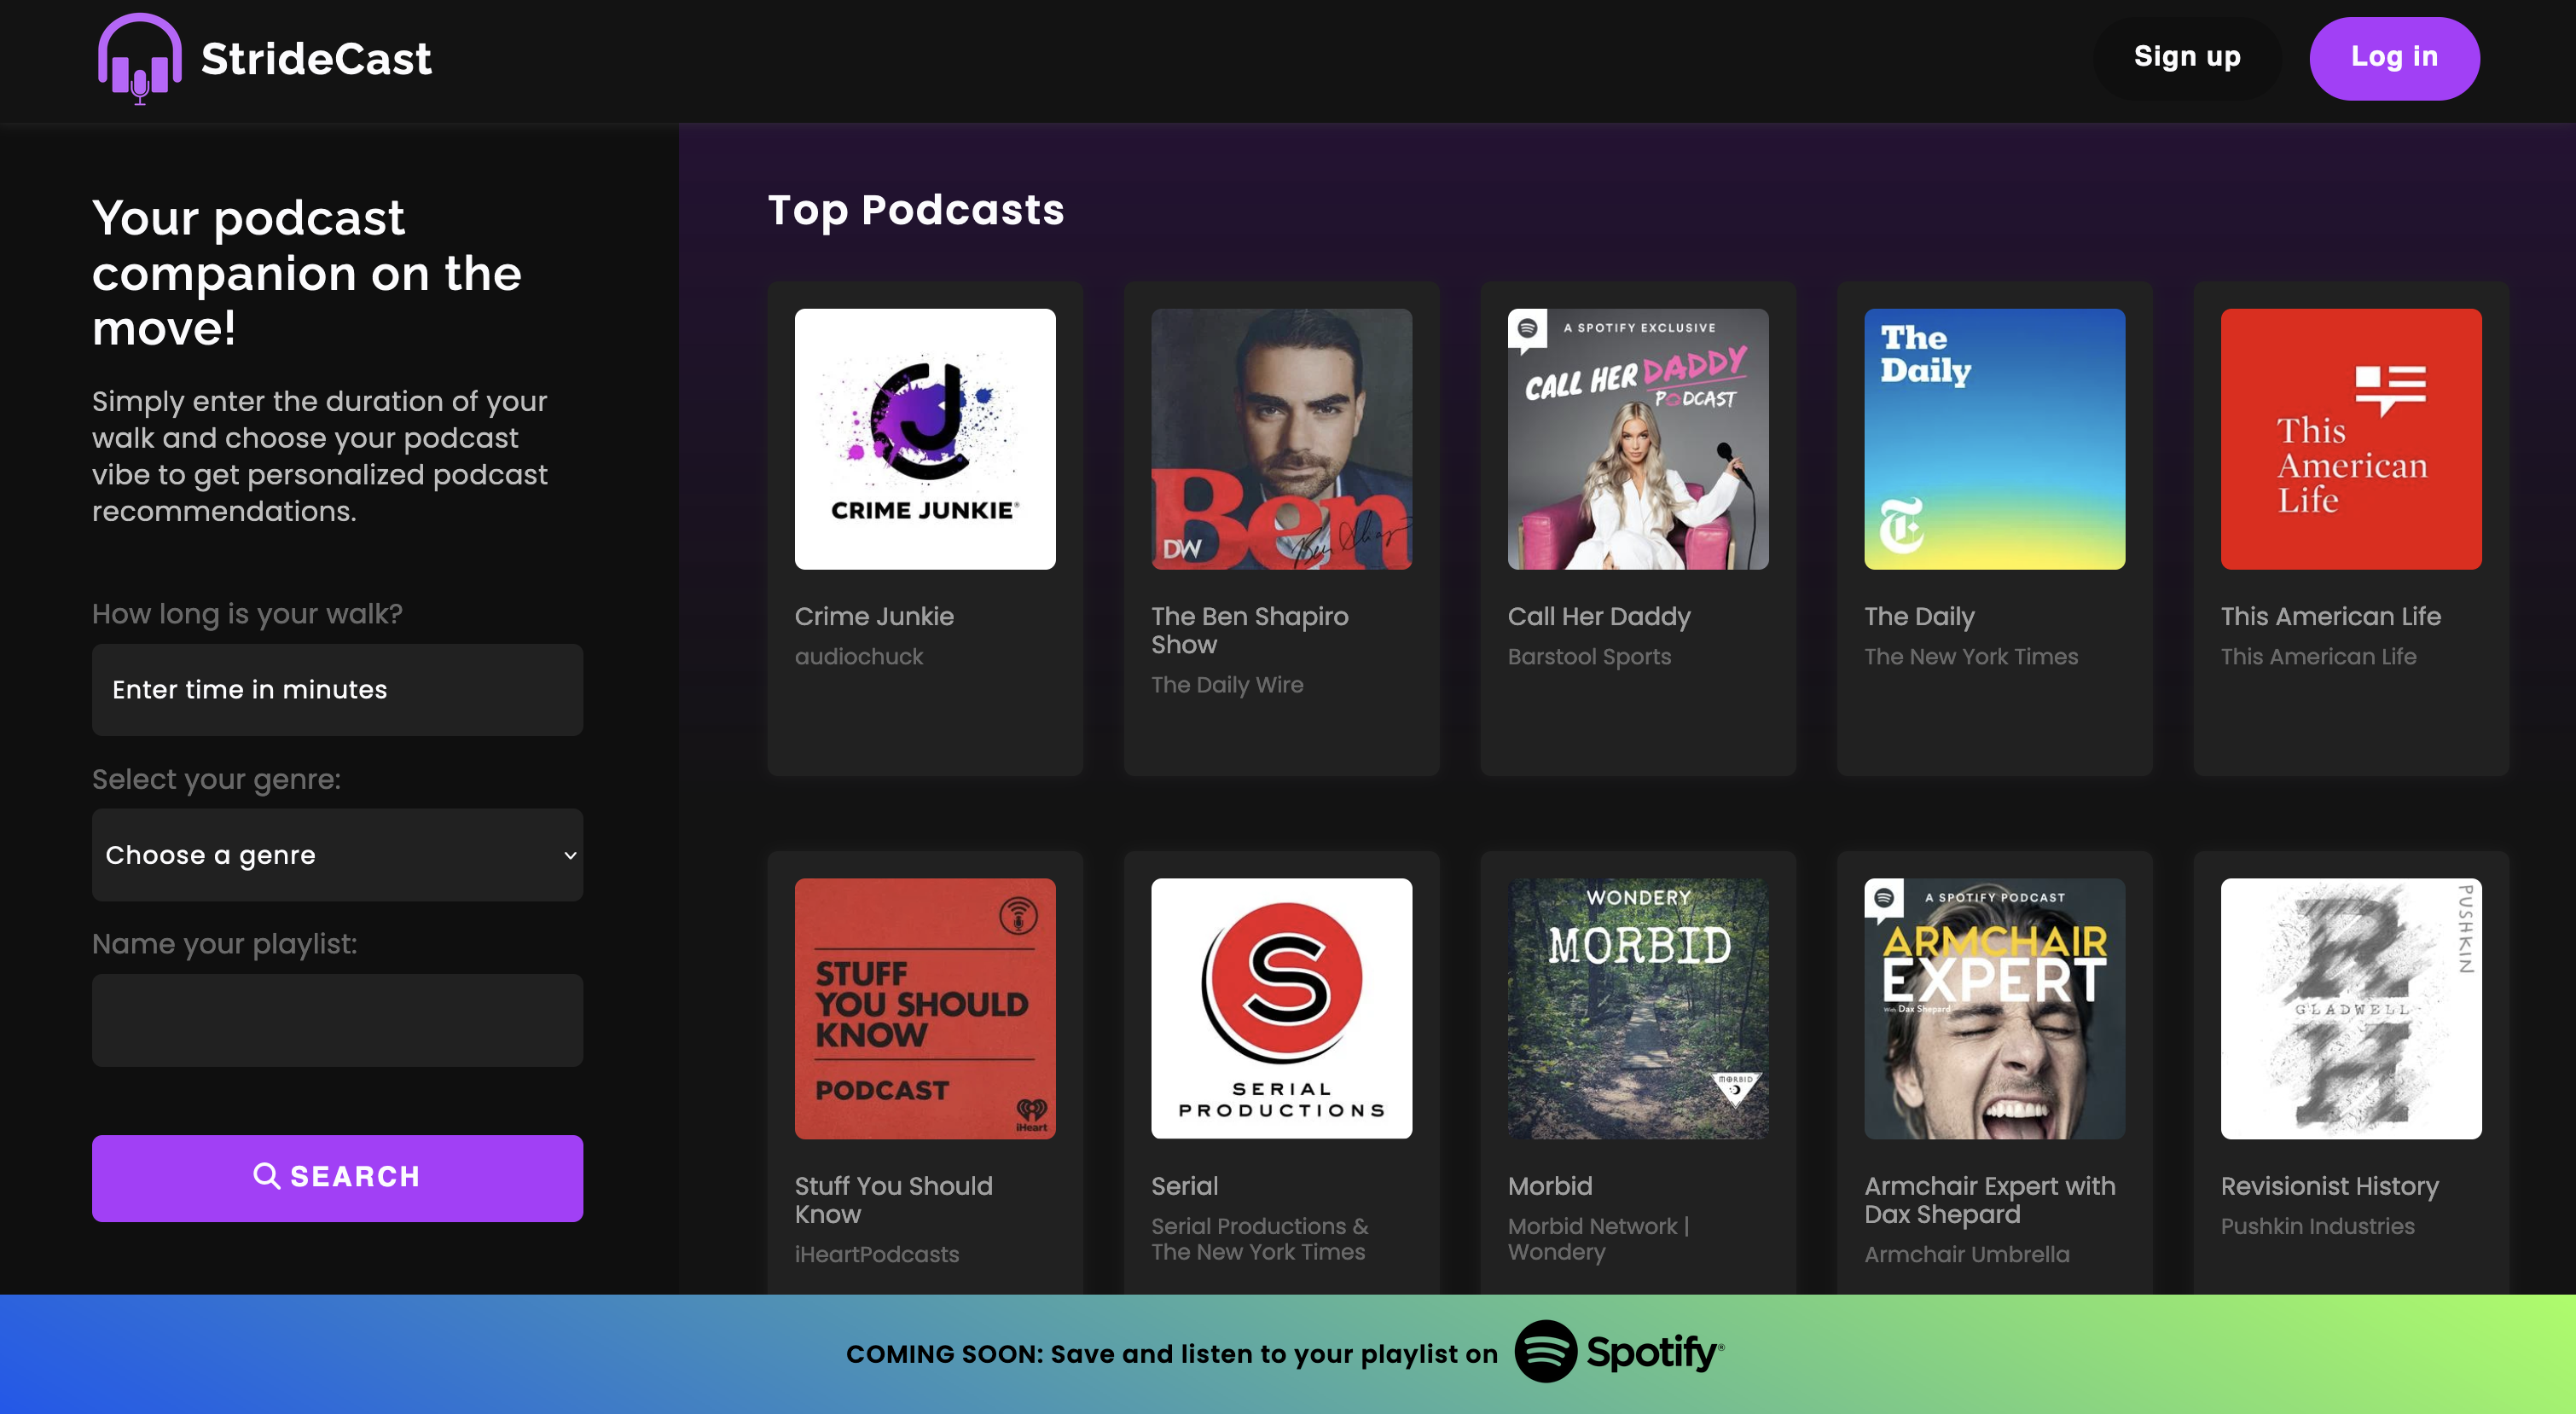 StrideCast
Sign up
Log in
Your podcast
companion on the
move!
Simply enter the duration of your
walk and choose your podcast
vibe to get personalized podcast
recommendations.
How long is your walk?
Enter time in minutes
Select your genre:
Choose a genre
Name your playlist:
SEARCH
Top Podcasts
CRIME JUNKIE
Crime Junkie
audiochuck
Ben
DW
The Ben Shapiro
Show
The Daily Wire
A SPOTIFY EXCLUSIVE
CALL HER DADDY
PODCAST
Call Her Daddy
Barstool Sports
The
Daily
The Daily
The New York Times
This
American
Life
This American Life
This American Life
STUFF
YOU SHOULD
KNOW
PODCAST
iHeart
Stuff You Should
Know
iHeartPodcasts
S
SERIAL
PRODUCTIONS
Serial
Serial Productions &
The New York Times
WONDERY
MORBID
MORBID
Morbid
Morbid Network |
Wondery
A SPOTIFY PODCAST
ARMCHAIR
EXPERT
With Dax Shepard
Armchair Expert with
Dax Shepard
Armchair Umbrella
PUSHKIN
R
GLADWELL
H
Revisionist History
Pushkin Industries
COMING SOON: Save and listen to your playlist on Spotify®